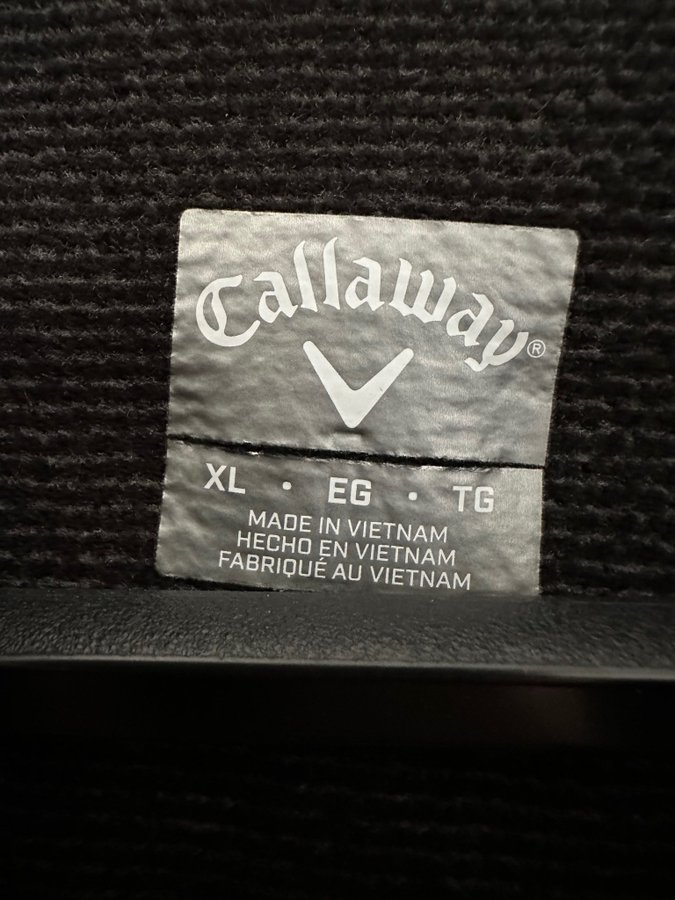 Callaway®
XL • EG • TG
MADE IN VIETNAM
HECHO EN VIETNAM
FABRIQUÉ AU VIETNAM